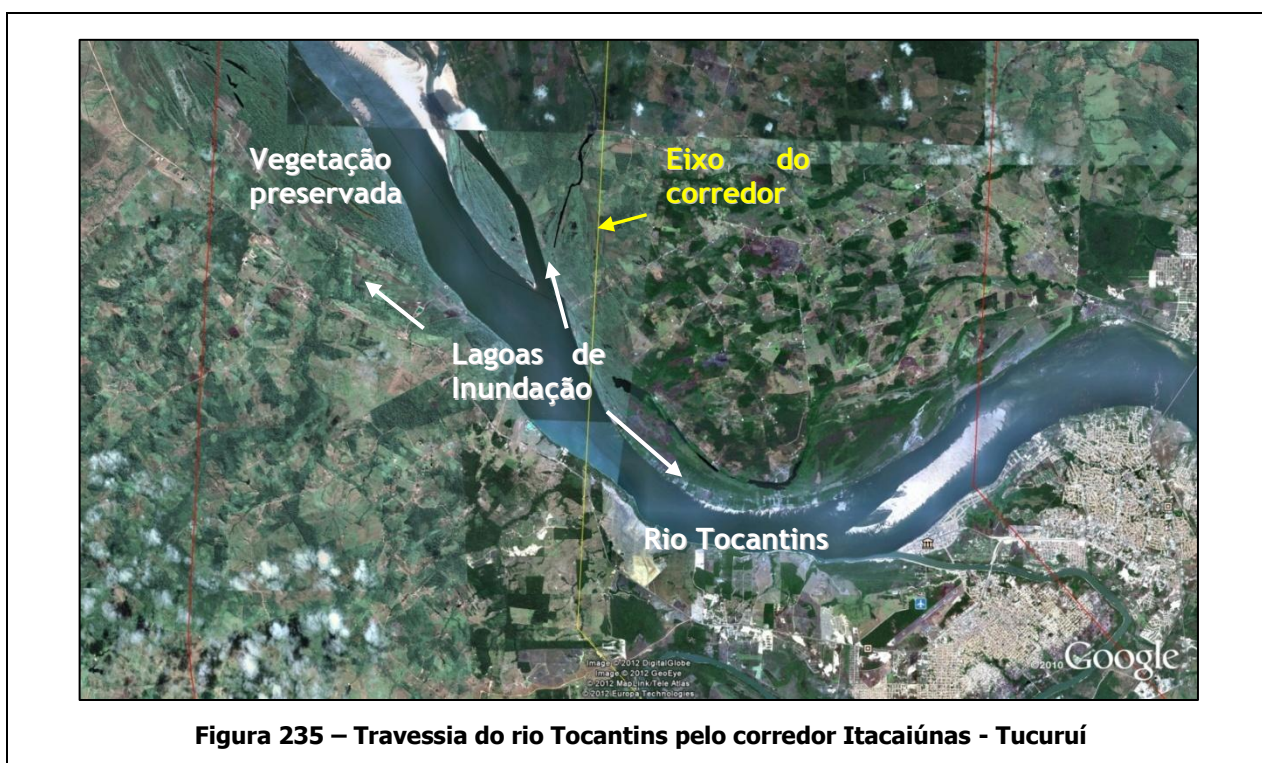 Vegetação
preservada
Eixo do
corredor
Lagoas de
Inundação
Rio Tocantins
Image © 2012 DigitalGlobe
Image © 2012 GeoEye
© 2012 MapLink/Tele Atlas
© 2012 Europa Technologies
©2010 Google
Figura 235 – Travessia do rio Tocantins pelo corredor Itacaiúnas - Tucuruí